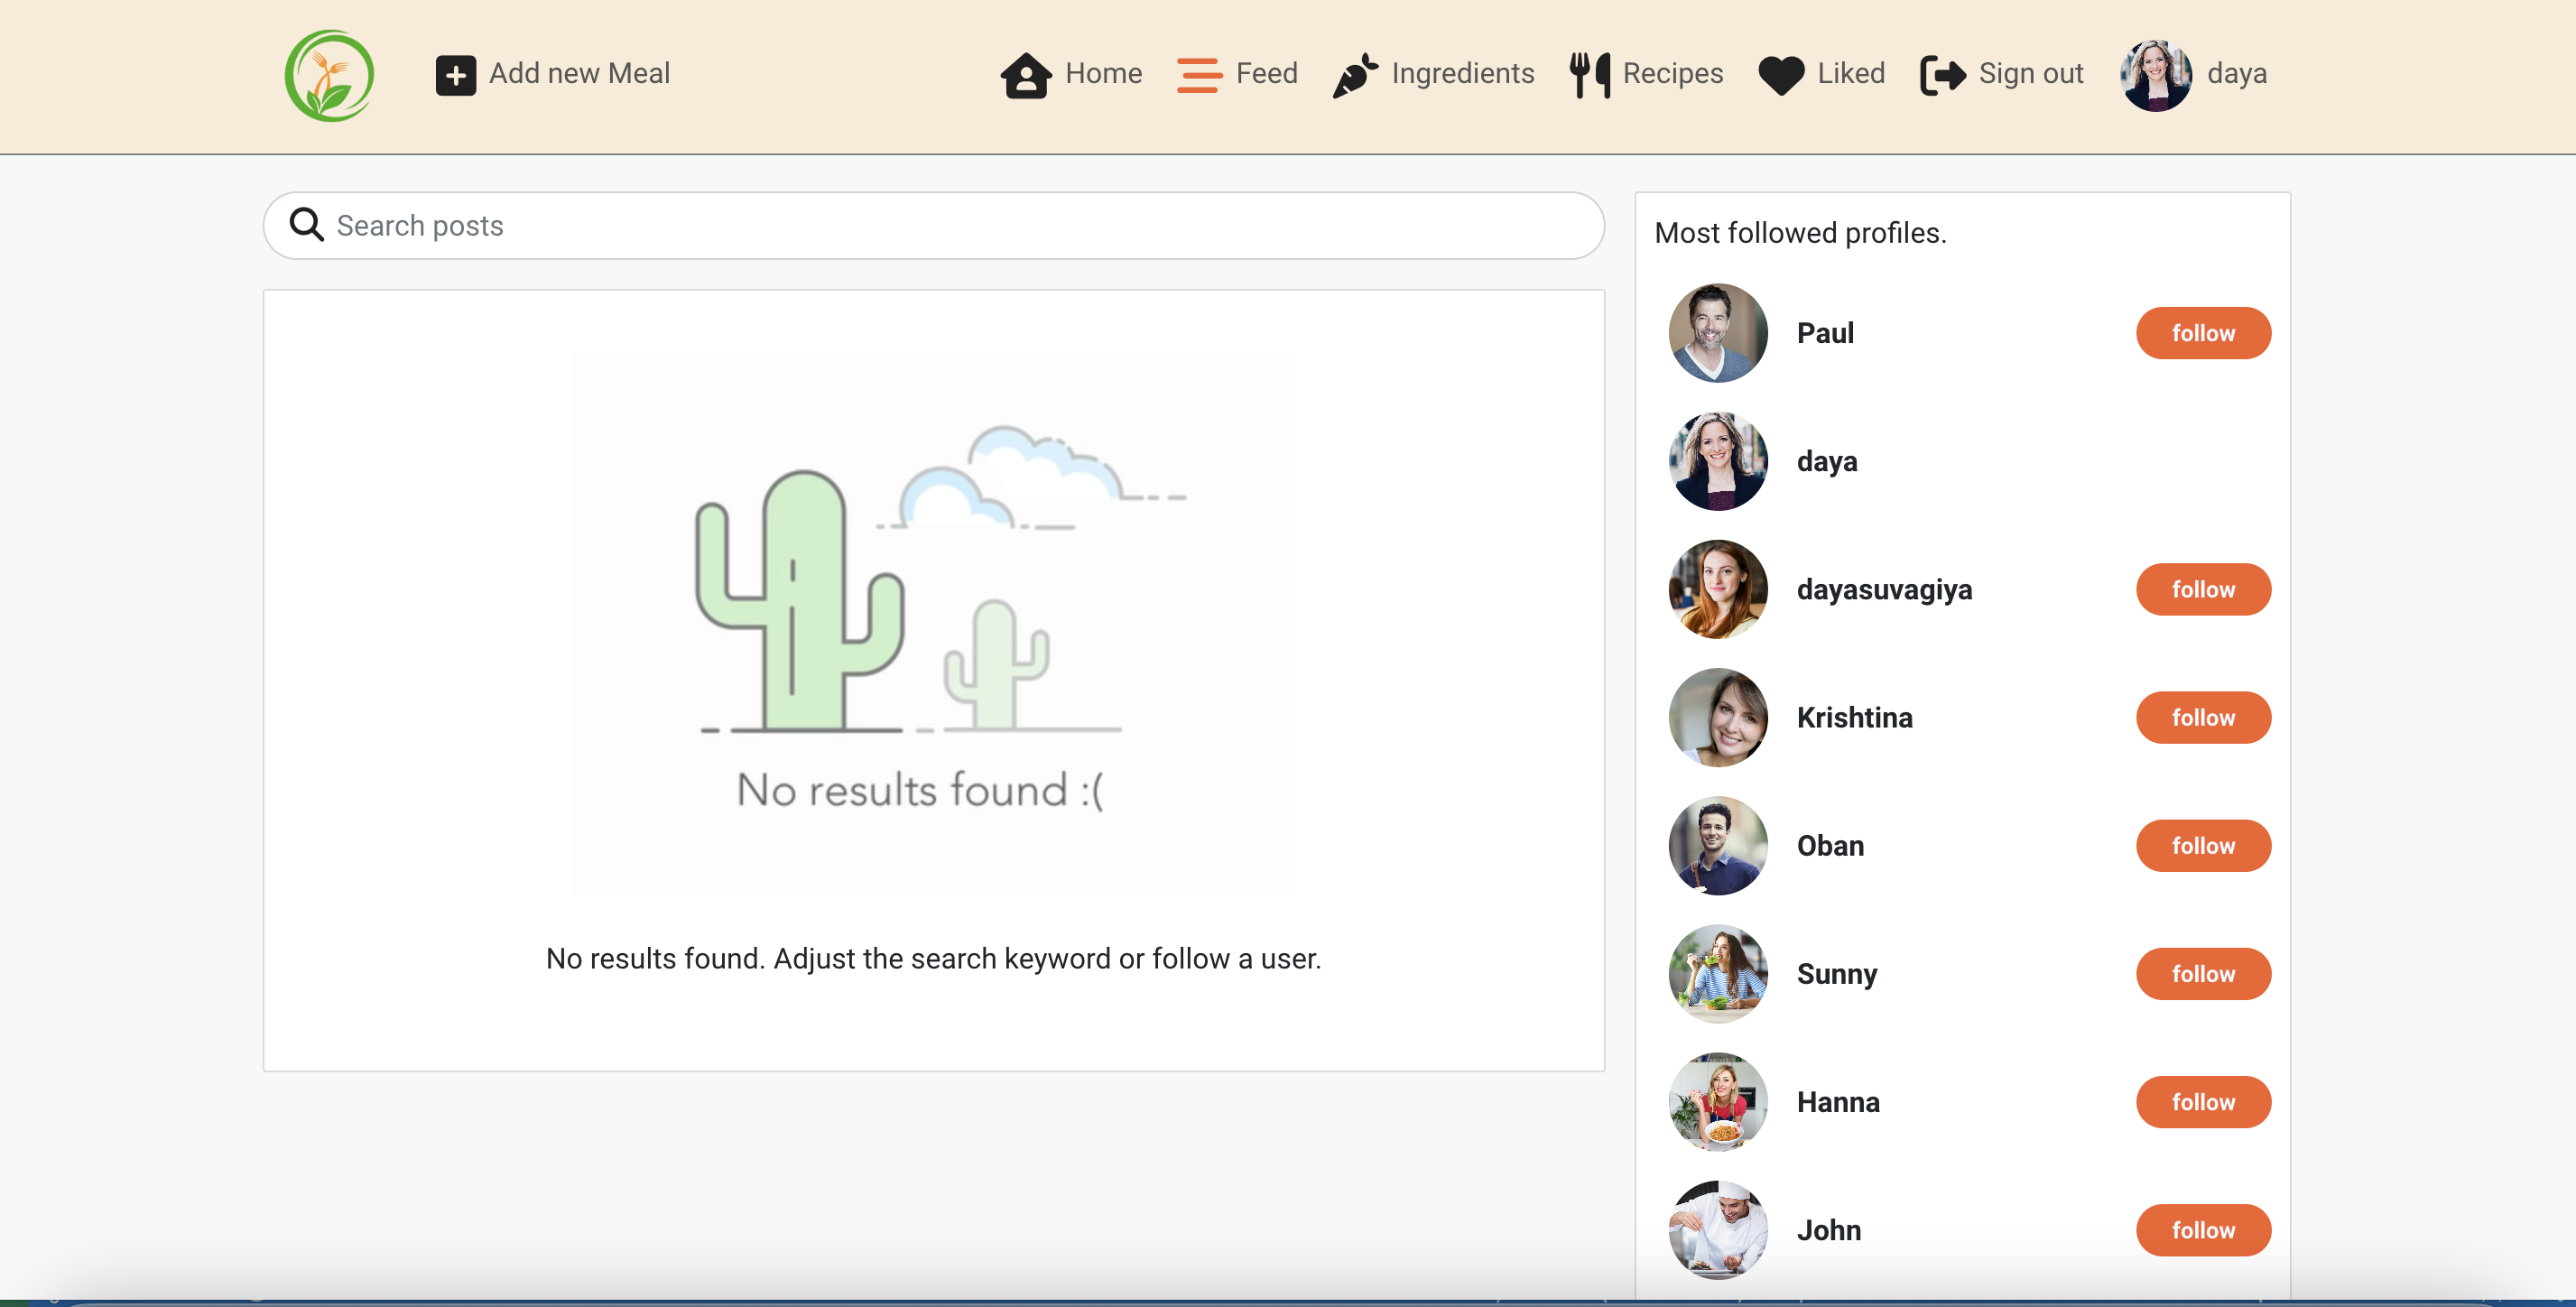 Add new Meal
Home
Feed
Ingredients
Recipes
Liked
Sign out
daya
Search posts
No results found :(
No results found. Adjust the search keyword or follow a user.
Most followed profiles.
Paul
follow
daya
dayasuvagiya
follow
Krishtina
follow
Oban
follow
Sunny
follow
Hanna
follow
John
follow